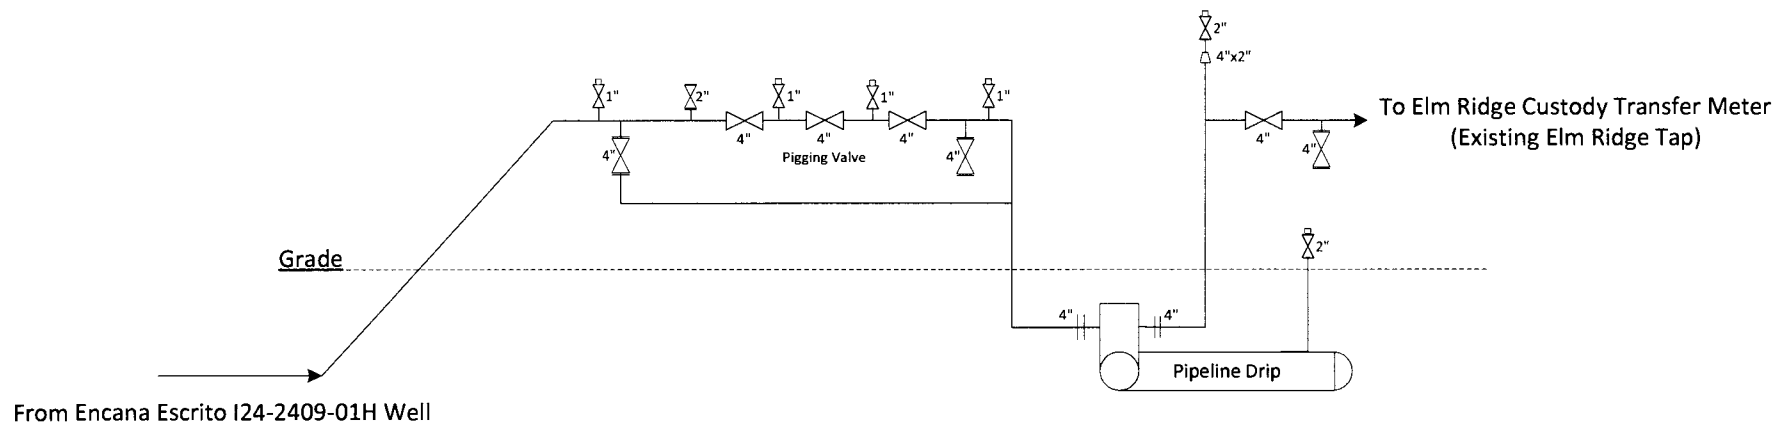 2"
4"x2"
1"
2"
1"
1"
1"
To Elm Ridge Custody Transfer Meter
(Existing Elm Ridge Tap)
4"
4"
4"
4"
4"
4"
4"
Pigging Valve
2"
Grade
4"
4"
Pipeline Drip
From Encana Escrito I24-2409-01H Well